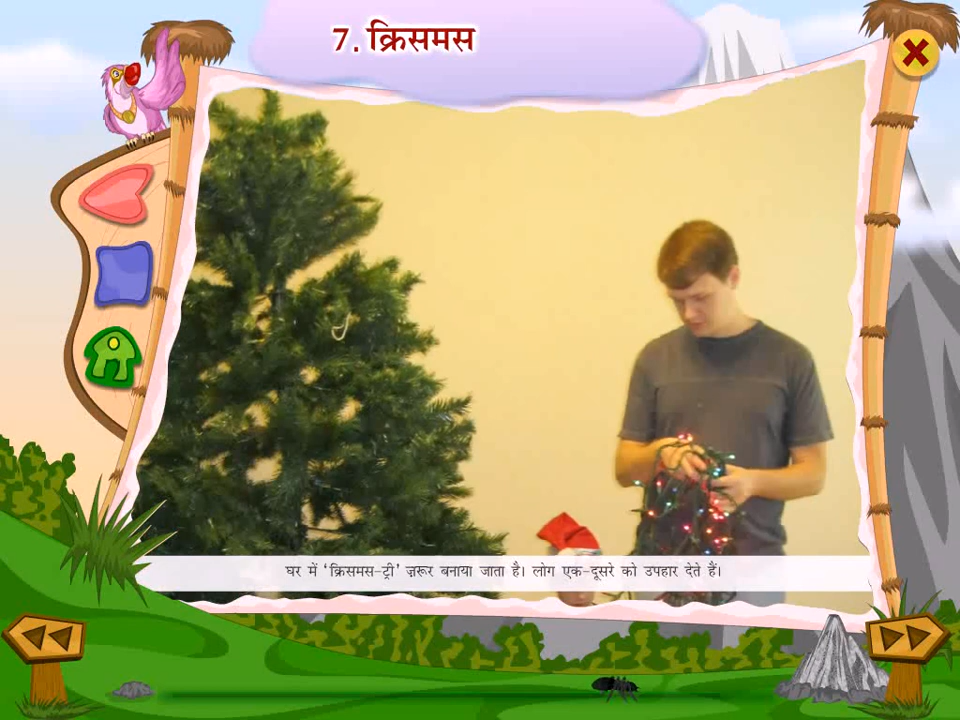 7. क्रिसमस
घर में ‘क्रिसमस-ट्री’ ज़रूर बनाया जाता है। लोग एक-दूसरे को उपहार देते हैं।